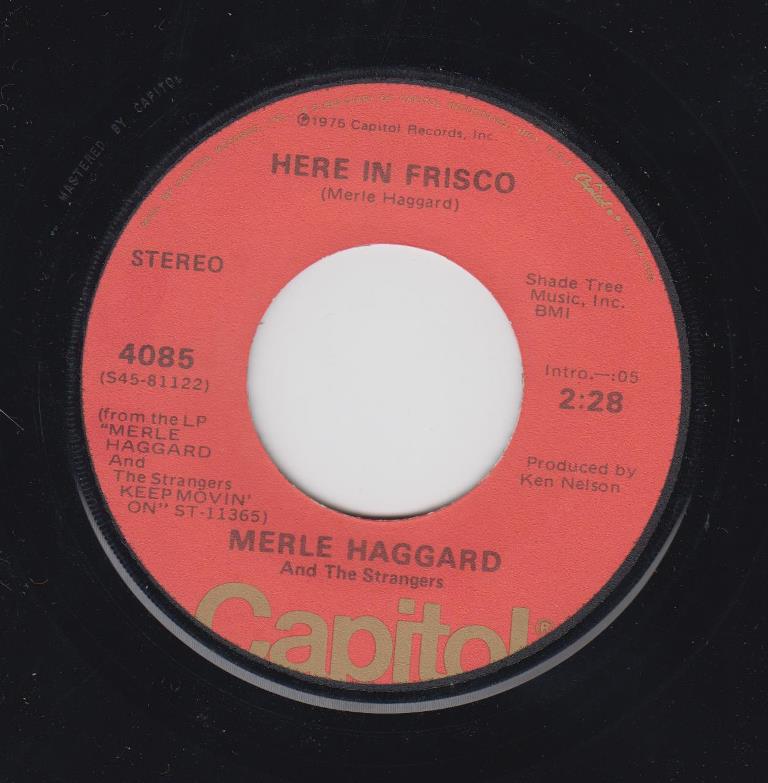 MASTERED BY CAPITOL
℗1975 Capitol Records, Inc.
HERE IN FRISCO
(Merle Haggard)
STEREO
Shade Tree
Music, Inc.
BMI
4085
(S45-81122)
Intro.—:05
2:28
(from the LP
“MERLE
HAGGARD
And
The Strangers
KEEP MOVIN'
ON” ST-11365)
Produced by
Ken Nelson
MERLE HAGGARD
And The Strangers
Capitol®
Capitol